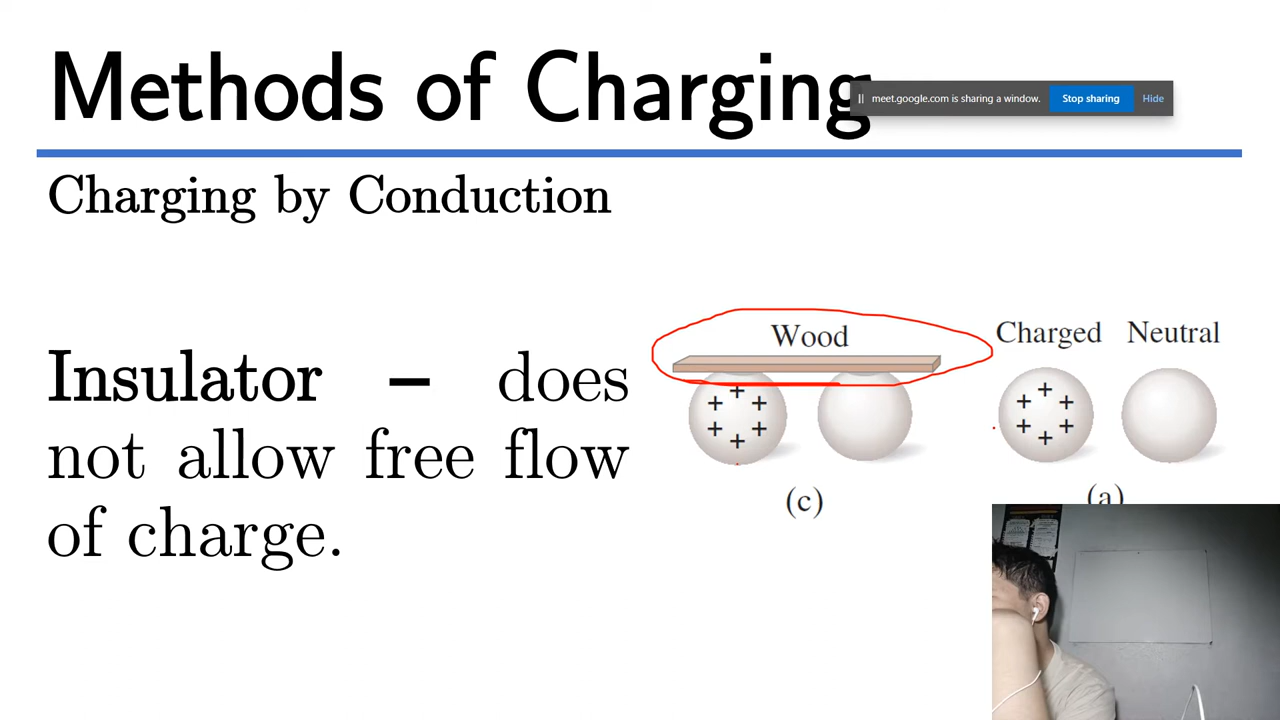 Methods of Charging
meet.google.com is sharing a window. Stop sharing Hide
Charging by Conduction
Insulator – does
not allow free flow
of charge.
Wood
+ + + + + +
(c)
Charged Neutral
+ + + + + +
(a)